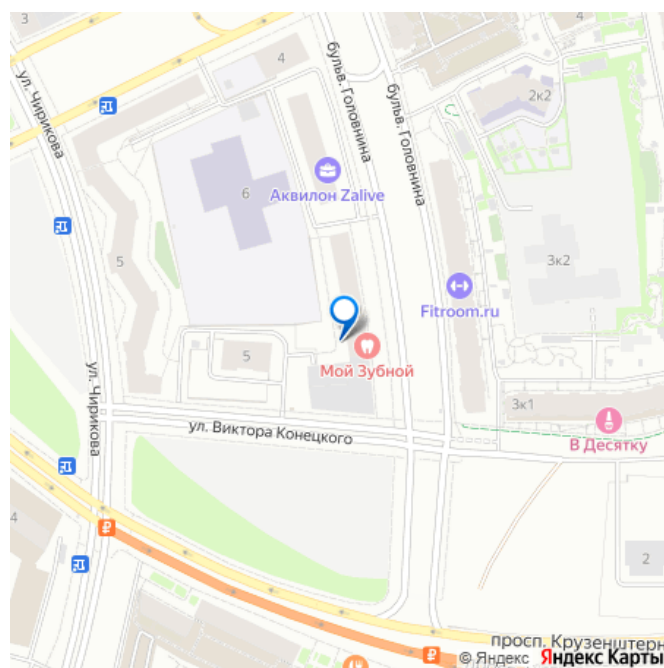 4
4
ул. Чирикова
бульв. Головнина
бульв. Головнина
2к2
Аквилон Zalive
6
5
3к2
Fitroom.ru
5
Мой Зубной
ул. Чирикова
3к1
ул. Виктора Конецкого
В Десятку
4
2
просп. Крузенштерн
© Яндекс Яндекс Карты